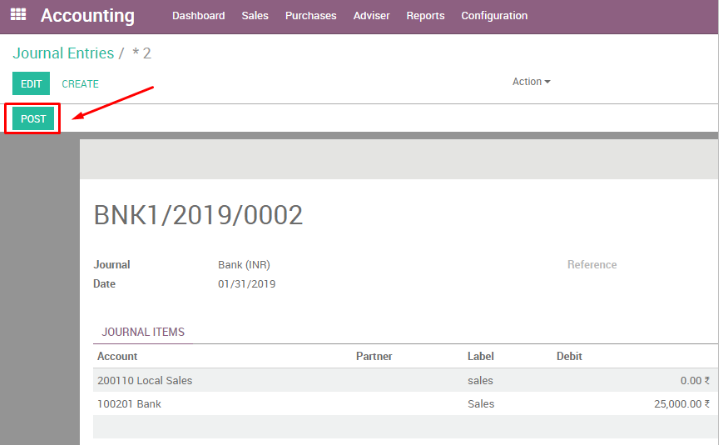 Accounting Dashboard Sales Purchases Adviser Reports Configuration
Journal Entries / * 2
EDIT CREATE Action
POST
BNK1/2019/0002
Journal Bank (INR) Reference
Date 01/31/2019
JOURNAL ITEMS
Account Partner Label Debit
200110 Local Sales sales 0.00 ₹
100201 Bank Sales 25,000.00 ₹